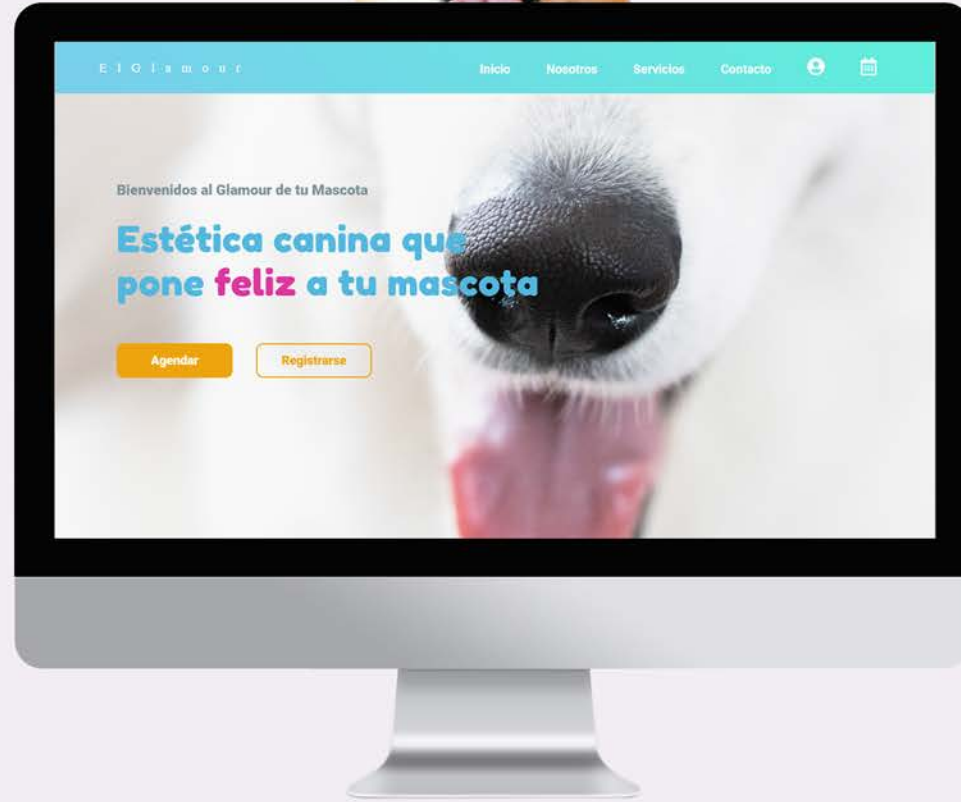 ElGlamour
Inicio Nosotros Servicios Contacto
Bienvenidos al Glamour de tu Mascota
Estética canina que
pone feliz a tu mascota
Agendar Registrarse